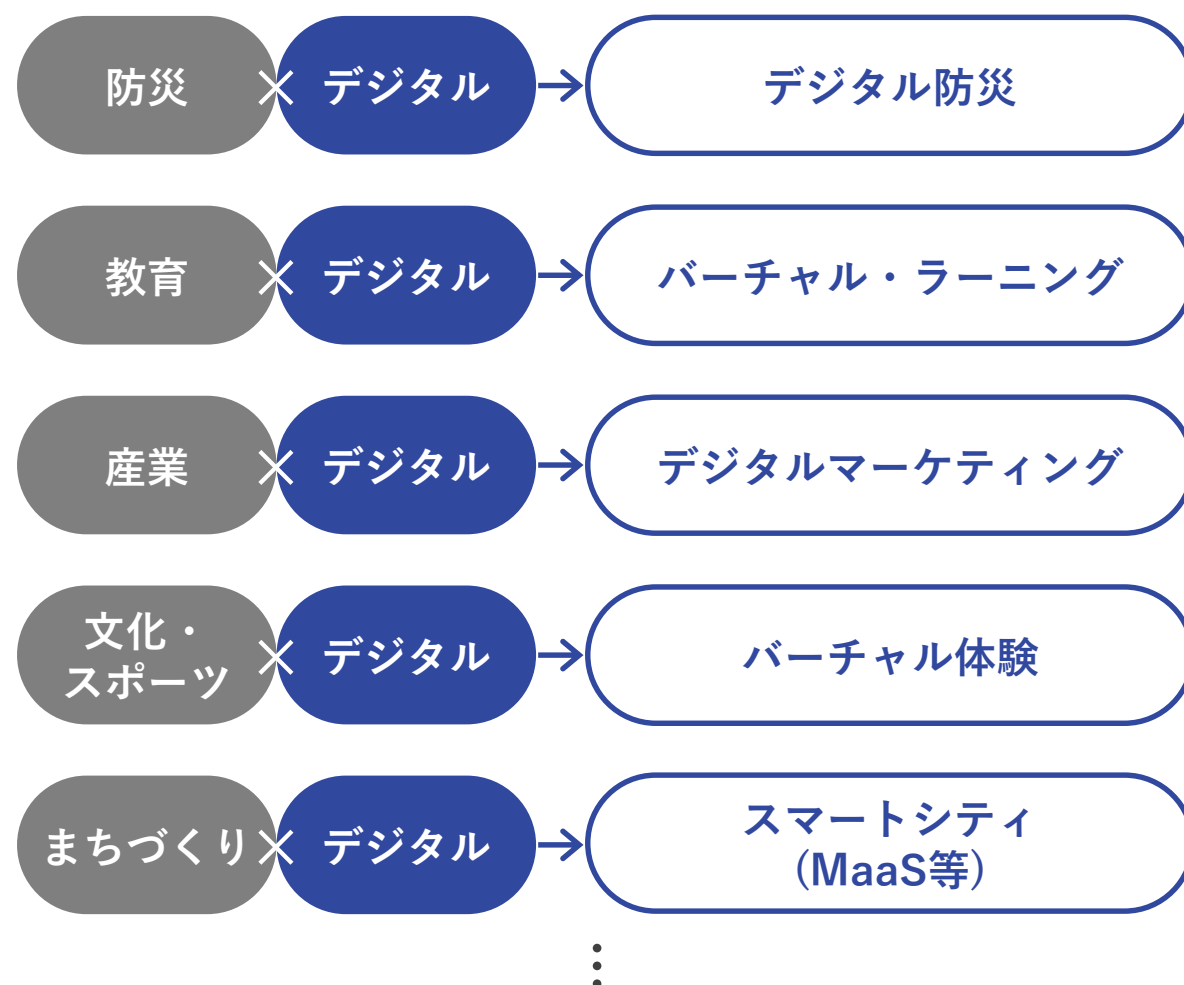 防災×デジタル→デジタル防災
教育×デジタル→バーチャル・ラーニング
産業×デジタル→デジタルマーケティング
文化・
スポーツ×デジタル→バーチャル体験
まちづくり×デジタル→スマートシティ
(MaaS等)
⋮